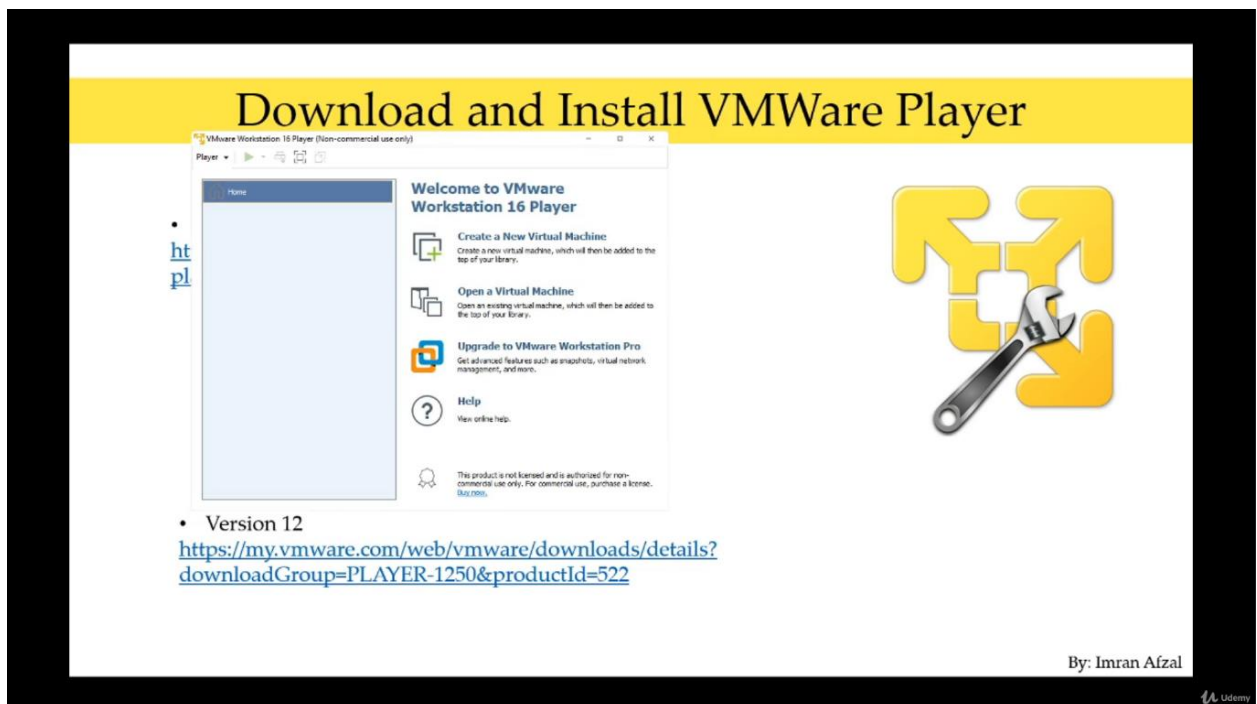 Download and Install VMWare Player
VMware Workstation 16 Player (Non-commercial use only)
Player
Home
Welcome to VMware
Workstation 16 Player
•
ht
pl
Create a New Virtual Machine
Create a new virtual machine, which will then be added to the
top of your library.
Open a Virtual Machine
Open an existing virtual machine, which will then be added to
the top of your library.
Upgrade to VMware Workstation Pro
Get advanced features such as snapshots, virtual network
management, and more.
Help
View online help.
This product is not licensed and is authorized for non-
commercial use only. For commercial use, purchase a license.
Buy now.
• Version 12
https://my.vmware.com/web/vmware/downloads/details?
downloadGroup=PLAYER-1250&productId=522
By: Imran Afzal
Udemy